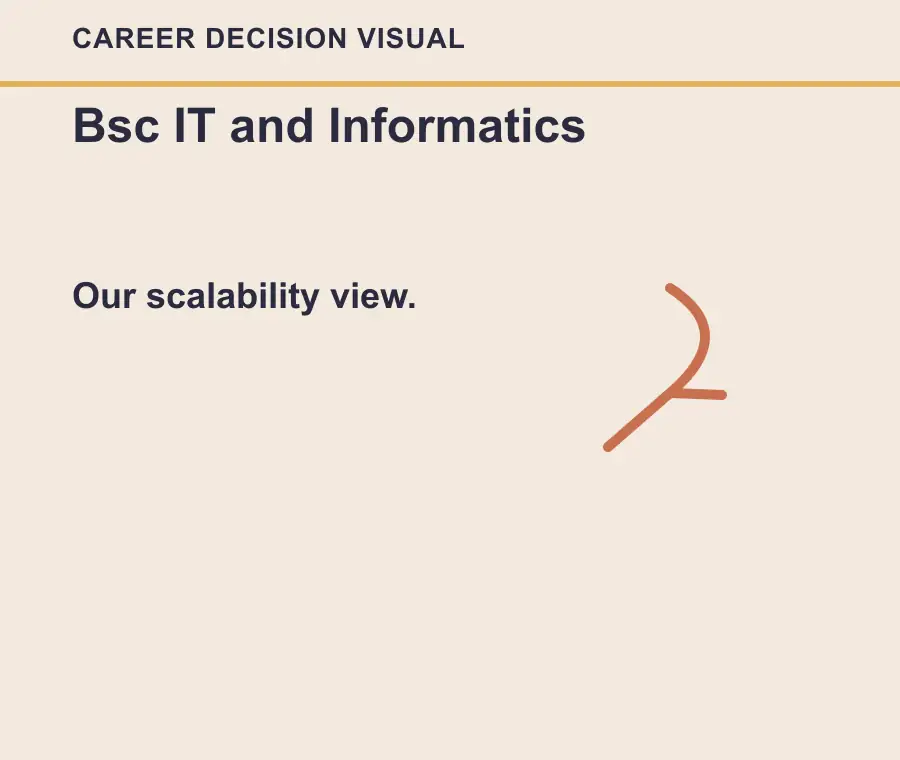 CAREER DECISION VISUAL
Bsc IT and Informatics
Our scalability view.